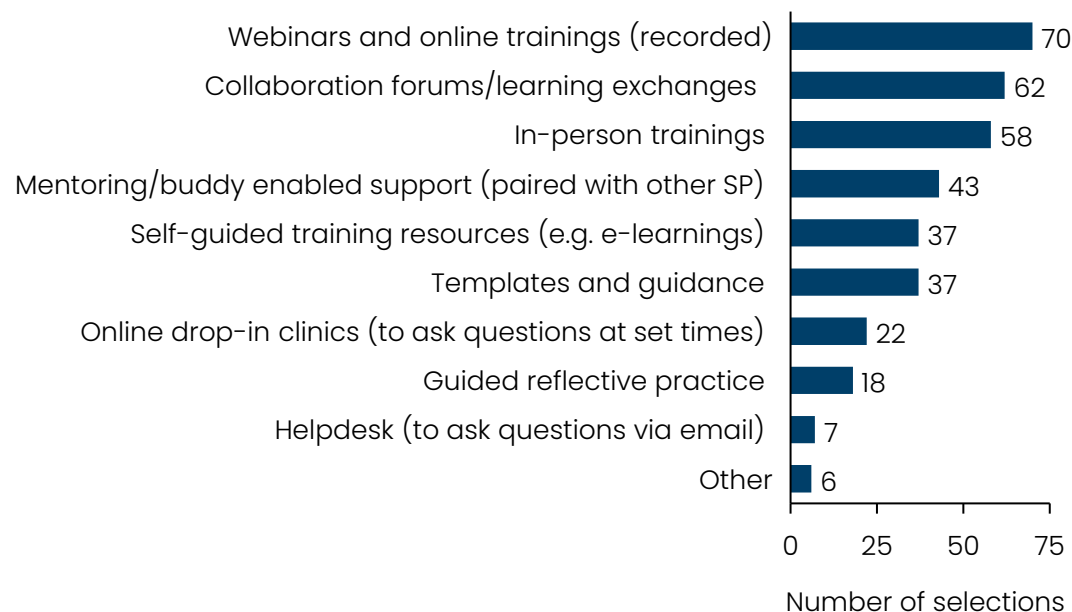 Webinars and online trainings (recorded) 70
Collaboration forums/learning exchanges 62
In-person trainings 58
Mentoring/buddy enabled support (paired with other SP) 43
Self-guided training resources (e.g. e-learnings) 37
Templates and guidance 37
Online drop-in clinics (to ask questions at set times) 22
Guided reflective practice 18
Helpdesk (to ask questions via email) 7
Other 6
0 25 50 75
Number of selections